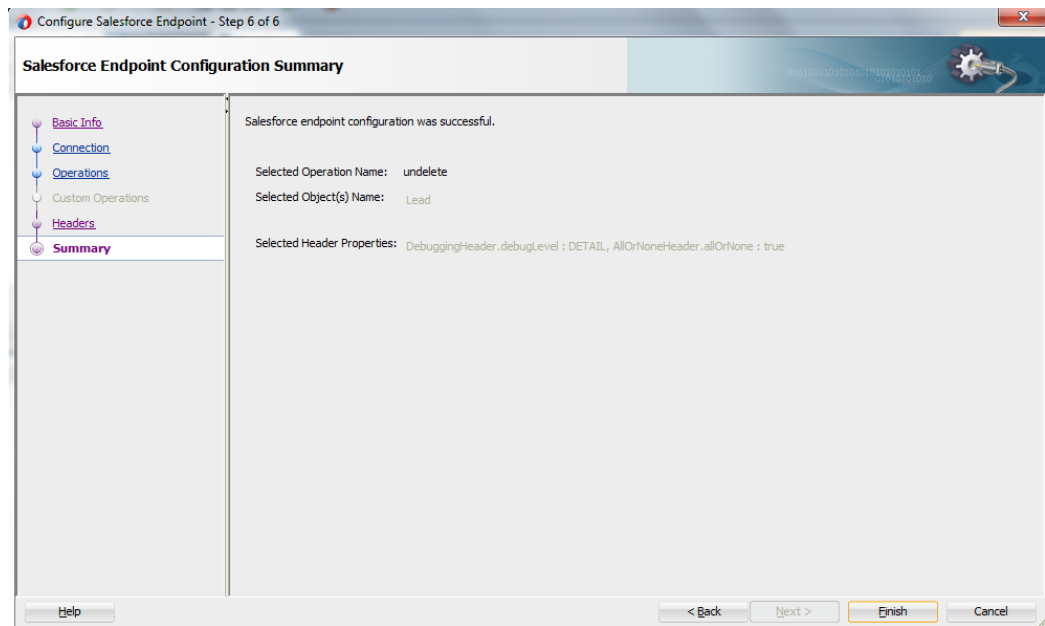 Configure Salesforce Endpoint - Step 6 of 6
Salesforce Endpoint Configuration Summary
Basic Info
Connection
Operations
Custom Operations
Headers
Summary
Salesforce endpoint configuration was successful.
Selected Operation Name: undelete
Selected Object(s) Name: Lead
Selected Header Properties: DebuggingHeader.debugLevel : DETAIL, AllOrNoneHeader.allOrNone : true
Help
< Back
Next >
Finish
Cancel